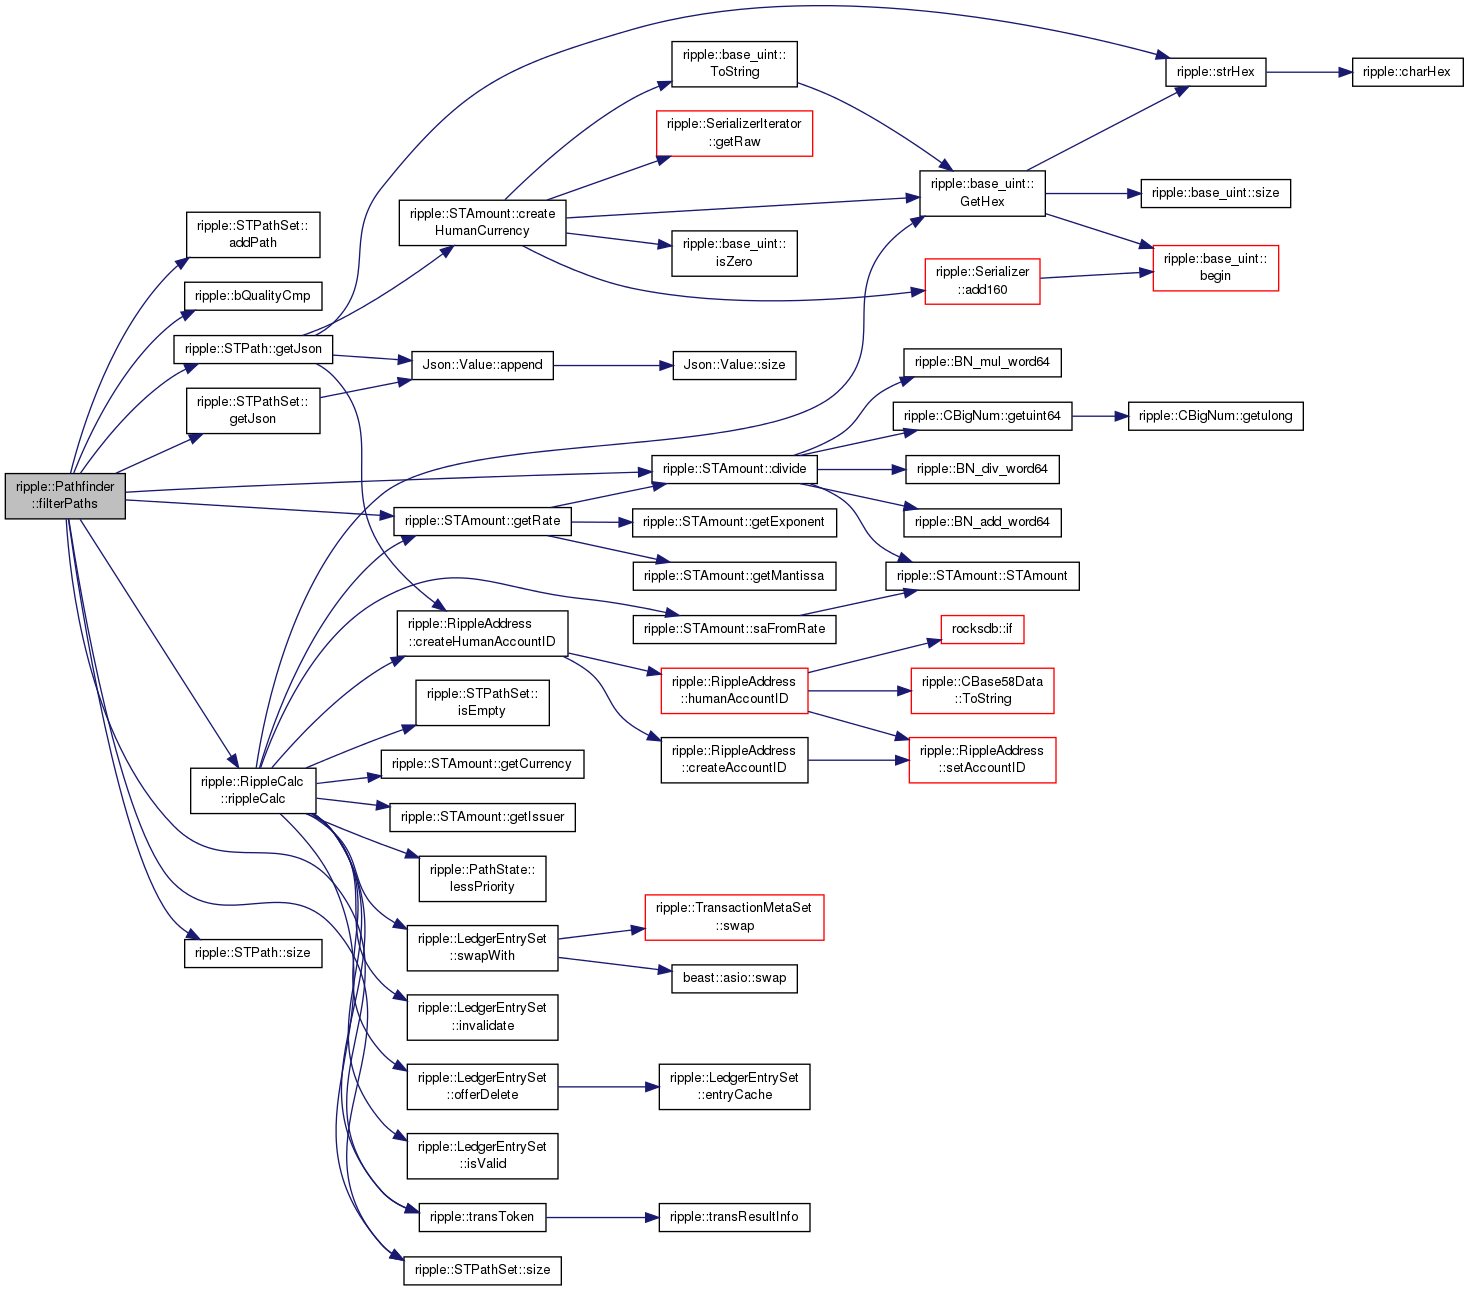 ripple::Pathfinder
::filterPaths
ripple::STPathSet::
addPath
ripple::bQualityCmp
ripple::STPath::getJson
ripple::STPathSet::
getJson
ripple::RippleCalc
::rippleCalc
ripple::STPath::size
ripple::STAmount::create
HumanCurrency
Json::Value::append
ripple::STAmount::getRate
ripple::RippleAddress
::createHumanAccountID
ripple::STPathSet::
isEmpty
ripple::STAmount::getCurrency
ripple::STAmount::getIssuer
ripple::PathState::
lessPriority
ripple::LedgerEntrySet
::swapWith
ripple::LedgerEntrySet
::invalidate
ripple::LedgerEntrySet
::offerDelete
ripple::LedgerEntrySet
::isValid
ripple::transToken
ripple::STPathSet::size
ripple::base_uint::
ToString
ripple::SerializerIterator
::getRaw
ripple::base_uint::
isZero
Json::Value::size
ripple::STAmount::divide
ripple::STAmount::getExponent
ripple::STAmount::getMantissa
ripple::STAmount::saFromRate
ripple::RippleAddress
::humanAccountID
ripple::RippleAddress
::createAccountID
ripple::TransactionMetaSet
::swap
beast::asio::swap
ripple::LedgerEntrySet
::entryCache
ripple::transResultInfo
ripple::base_uint::
GetHex
ripple::Serializer
::add160
ripple::BN_mul_word64
ripple::CBigNum::getuint64
ripple::BN_div_word64
ripple::BN_add_word64
ripple::STAmount::STAmount
rocksdb::if
ripple::CBase58Data
::ToString
ripple::RippleAddress
::setAccountID
ripple::strHex
ripple::base_uint::size
ripple::base_uint::
begin
ripple::CBigNum::getulong
ripple::charHex